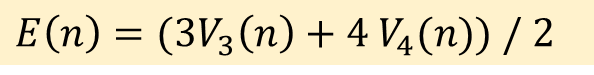 E(n) = (3V₃(n) + 4 V₄(n)) / 2